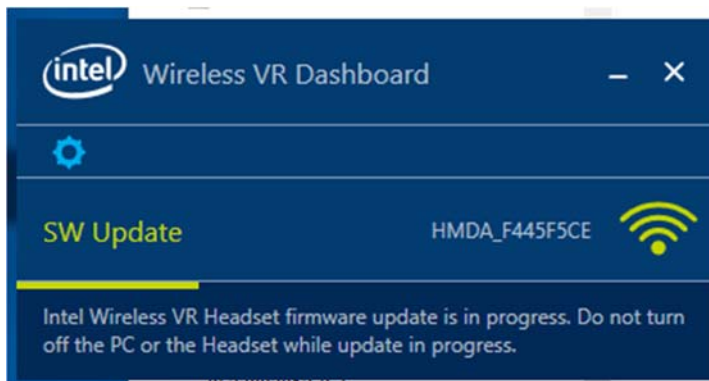 intel Wireless VR Dashboard
SW Update HMDA_F445F5CE
Intel Wireless VR Headset firmware update is in progress. Do not turn
off the PC or the Headset while update in progress.